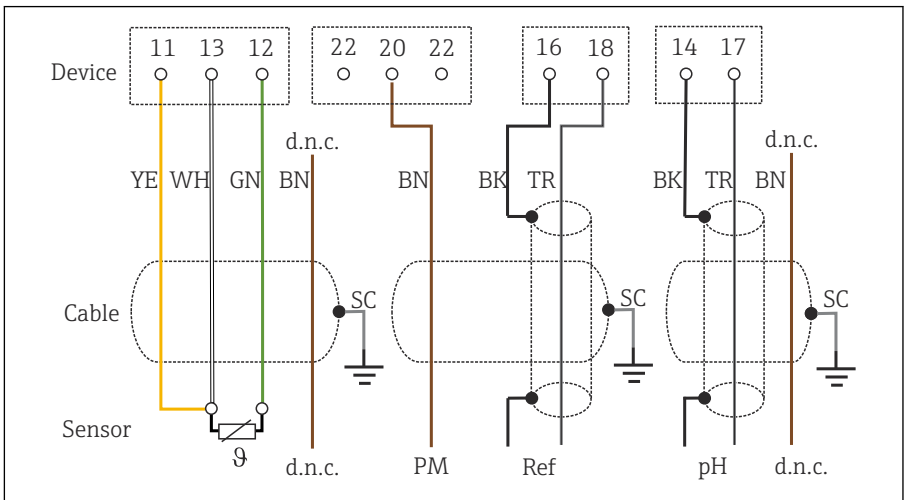 11 13 12 22 20 22 16 18 14 17
Device
d.n.c. d.n.c.
YE WH GN BN BN BK TR BK TR BN
SC SC SC
Cable
Sensor
ϑ d.n.c. PM Ref pH d.n.c.